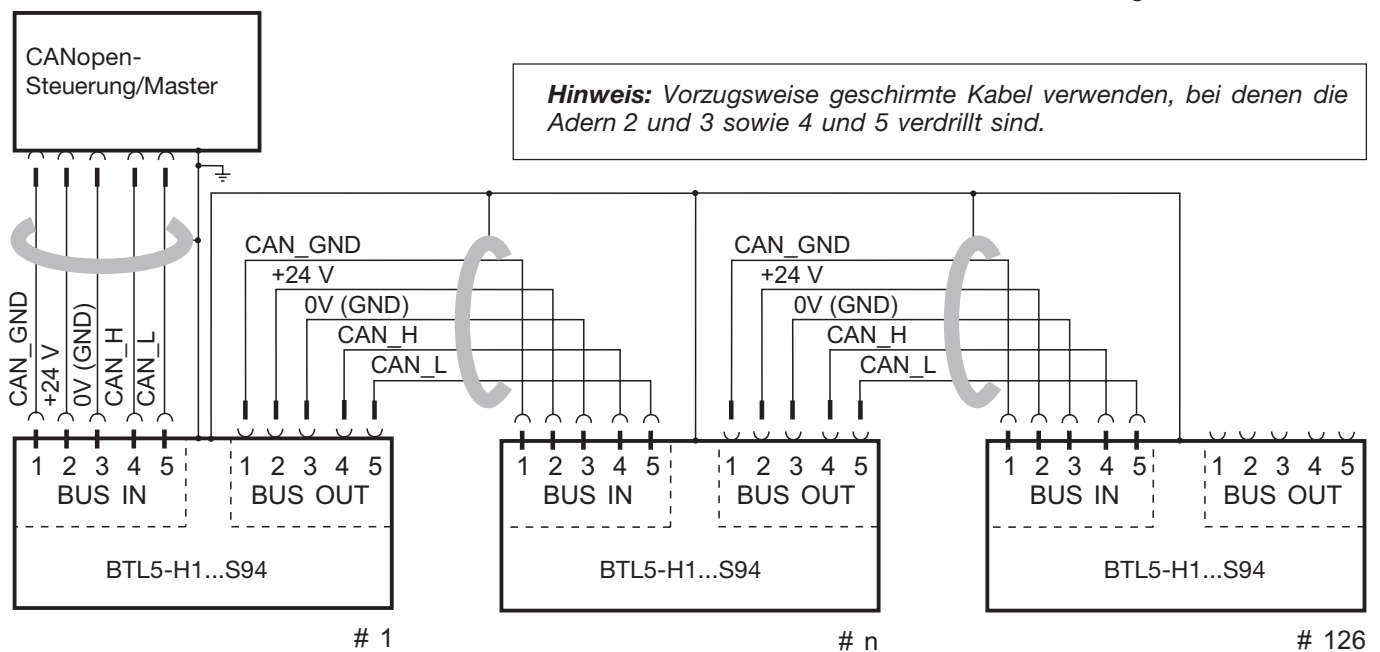 CANopen-
Steuerung/Master
Hinweis: Vorzugsweise geschirmte Kabel verwenden, bei denen die
Adern 2 und 3 sowie 4 und 5 verdrillt sind.
CAN_GND
+24 V
0V (GND)
CAN_H
CAN_L
CAN_GND
+24 V
0V (GND)
CAN_H
CAN_L
CAN_GND
+24 V
0V (GND)
CAN_H
CAN_L
1 2 3 4 5
BUS IN
1 2 3 4 5
BUS OUT
BTL5-H1...S94
# 1
1 2 3 4 5
BUS IN
1 2 3 4 5
BUS OUT
BTL5-H1...S94
# n
1 2 3 4 5
BUS IN
1 2 3 4 5
BUS OUT
BTL5-H1...S94
# 126